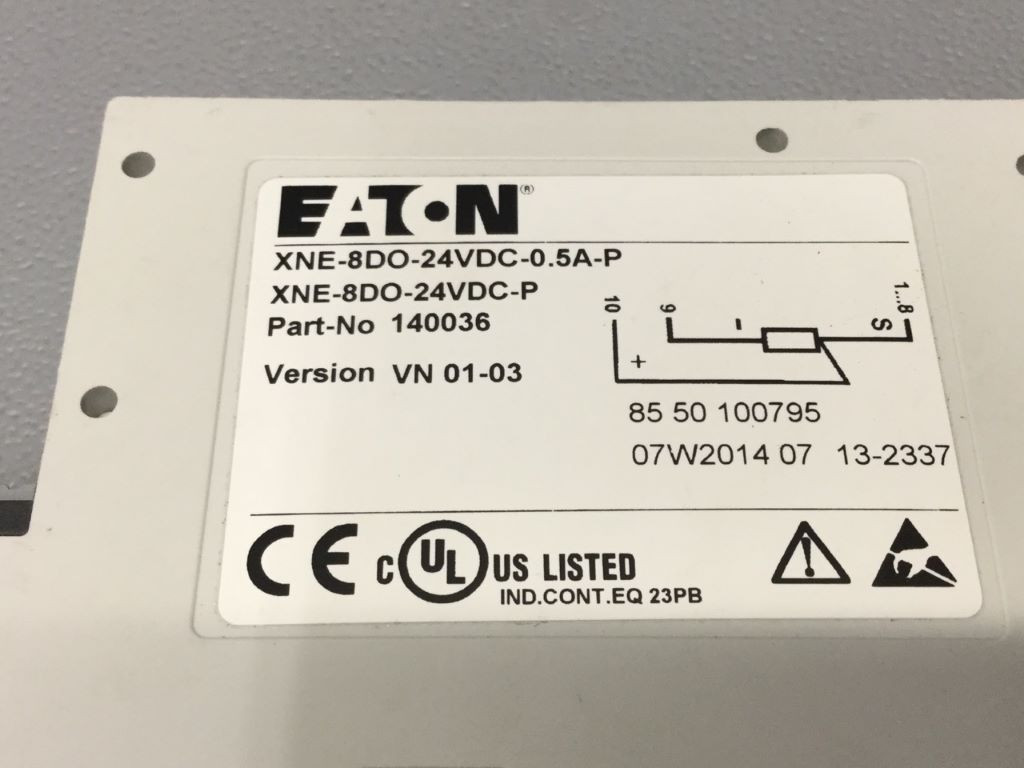 EATON®
XNE-8DO-24VDC-0.5A-P
XNE-8DO-24VDC-P
Part-No 140036
Version VN 01-03
10 9 1...8
+ - S
85 50 100795
07W2014 07 13-2337
CE C UL US LISTED
IND.CONT.EQ 23PB